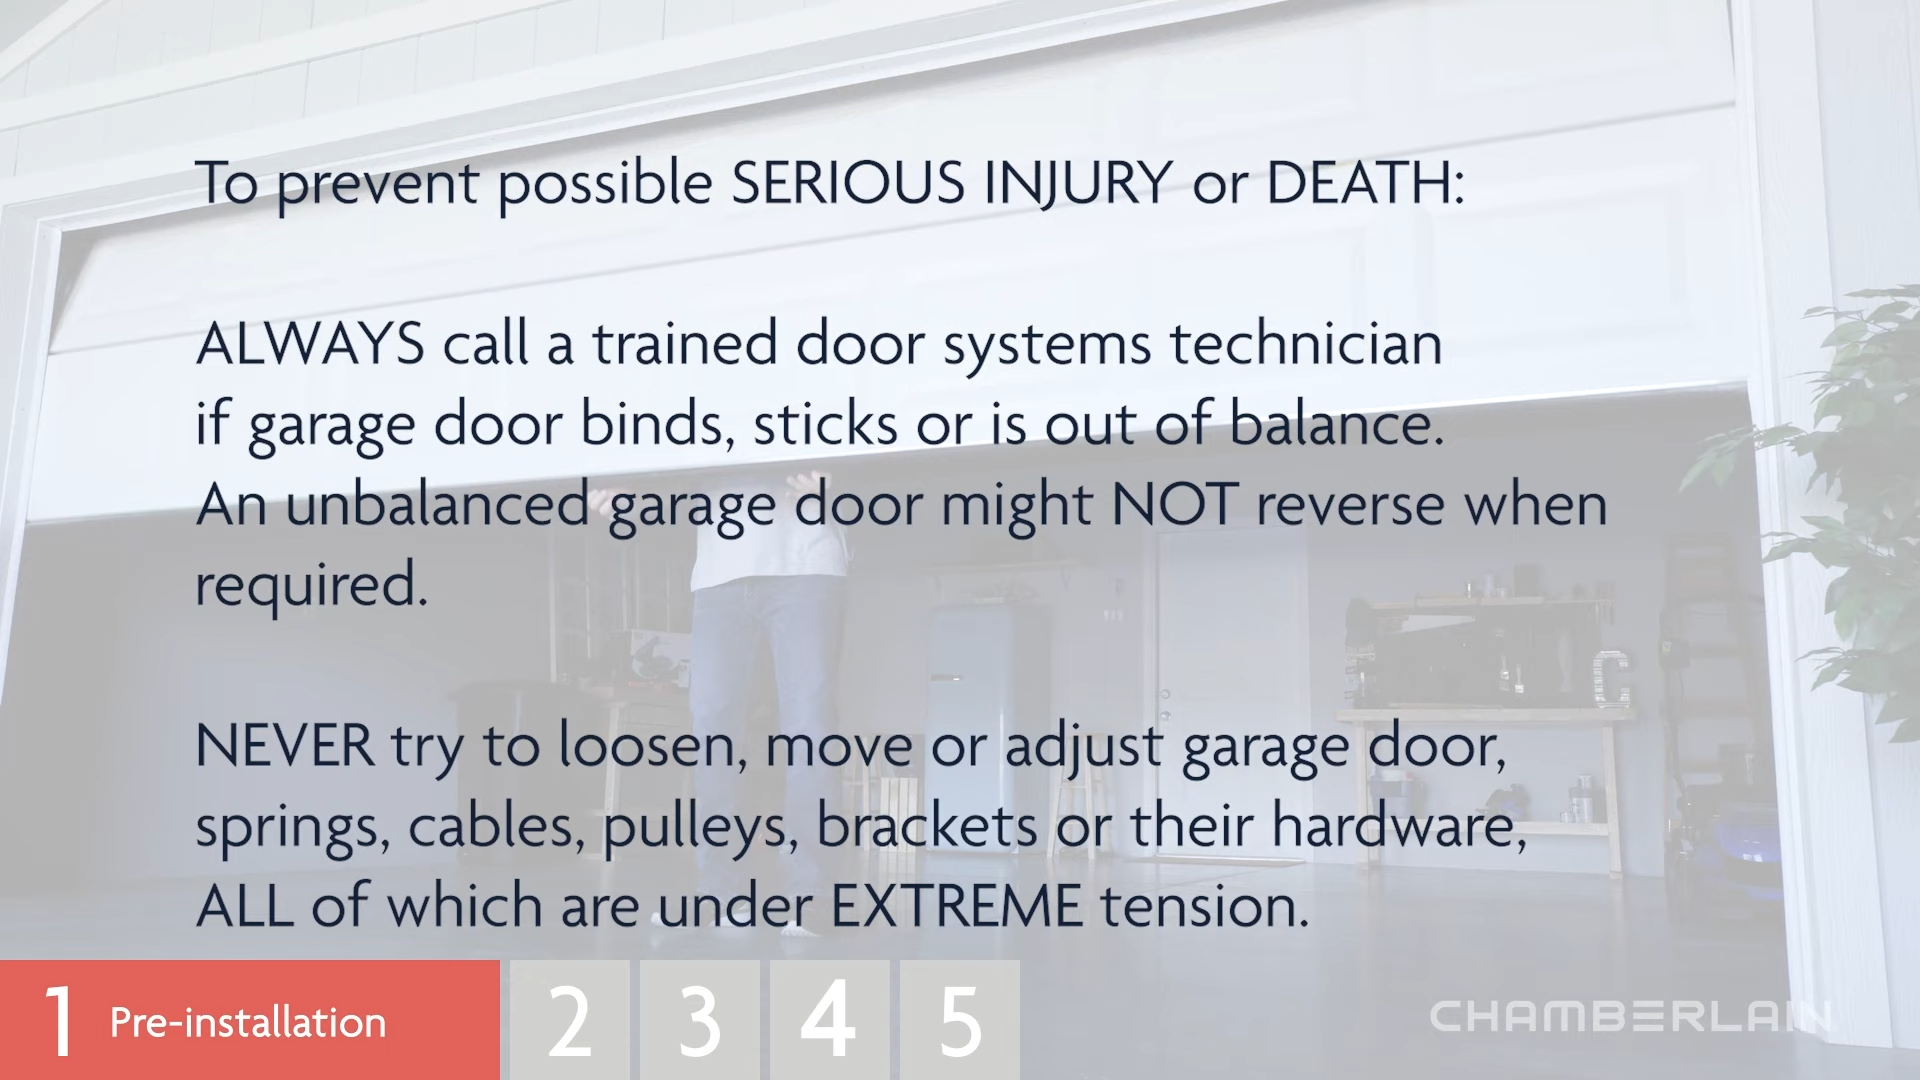 To prevent possible SERIOUS INJURY or DEATH:
ALWAYS call a trained door systems technician
if garage door binds, sticks or is out of balance.
An unbalanced garage door might NOT reverse when
required.
NEVER try to loosen, move or adjust garage door,
springs, cables, pulleys, brackets or their hardware,
ALL of which are under EXTREME tension.
1 Pre-installation 2 3 4 5
CHAMBERLAIN
C